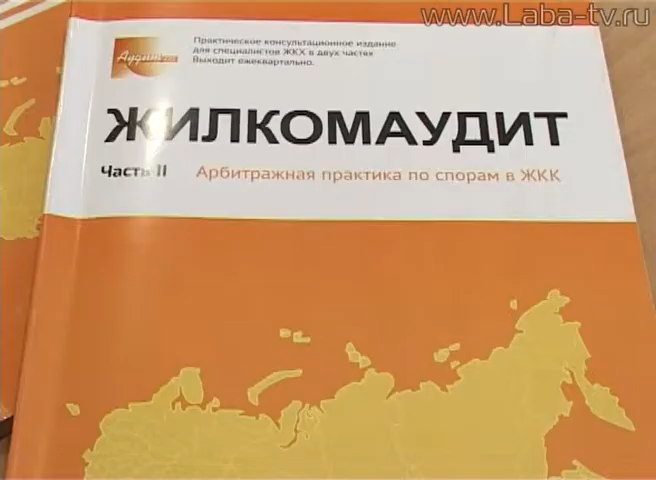 www.Laba-tv.ru
Аудит
Практическое консультационное издание
для специалистов ЖКХ в двух частях
Выходит ежеквартально.
ЖИЛКОМАУДИТ
Часть II Арбитражная практика по спорам в ЖКК